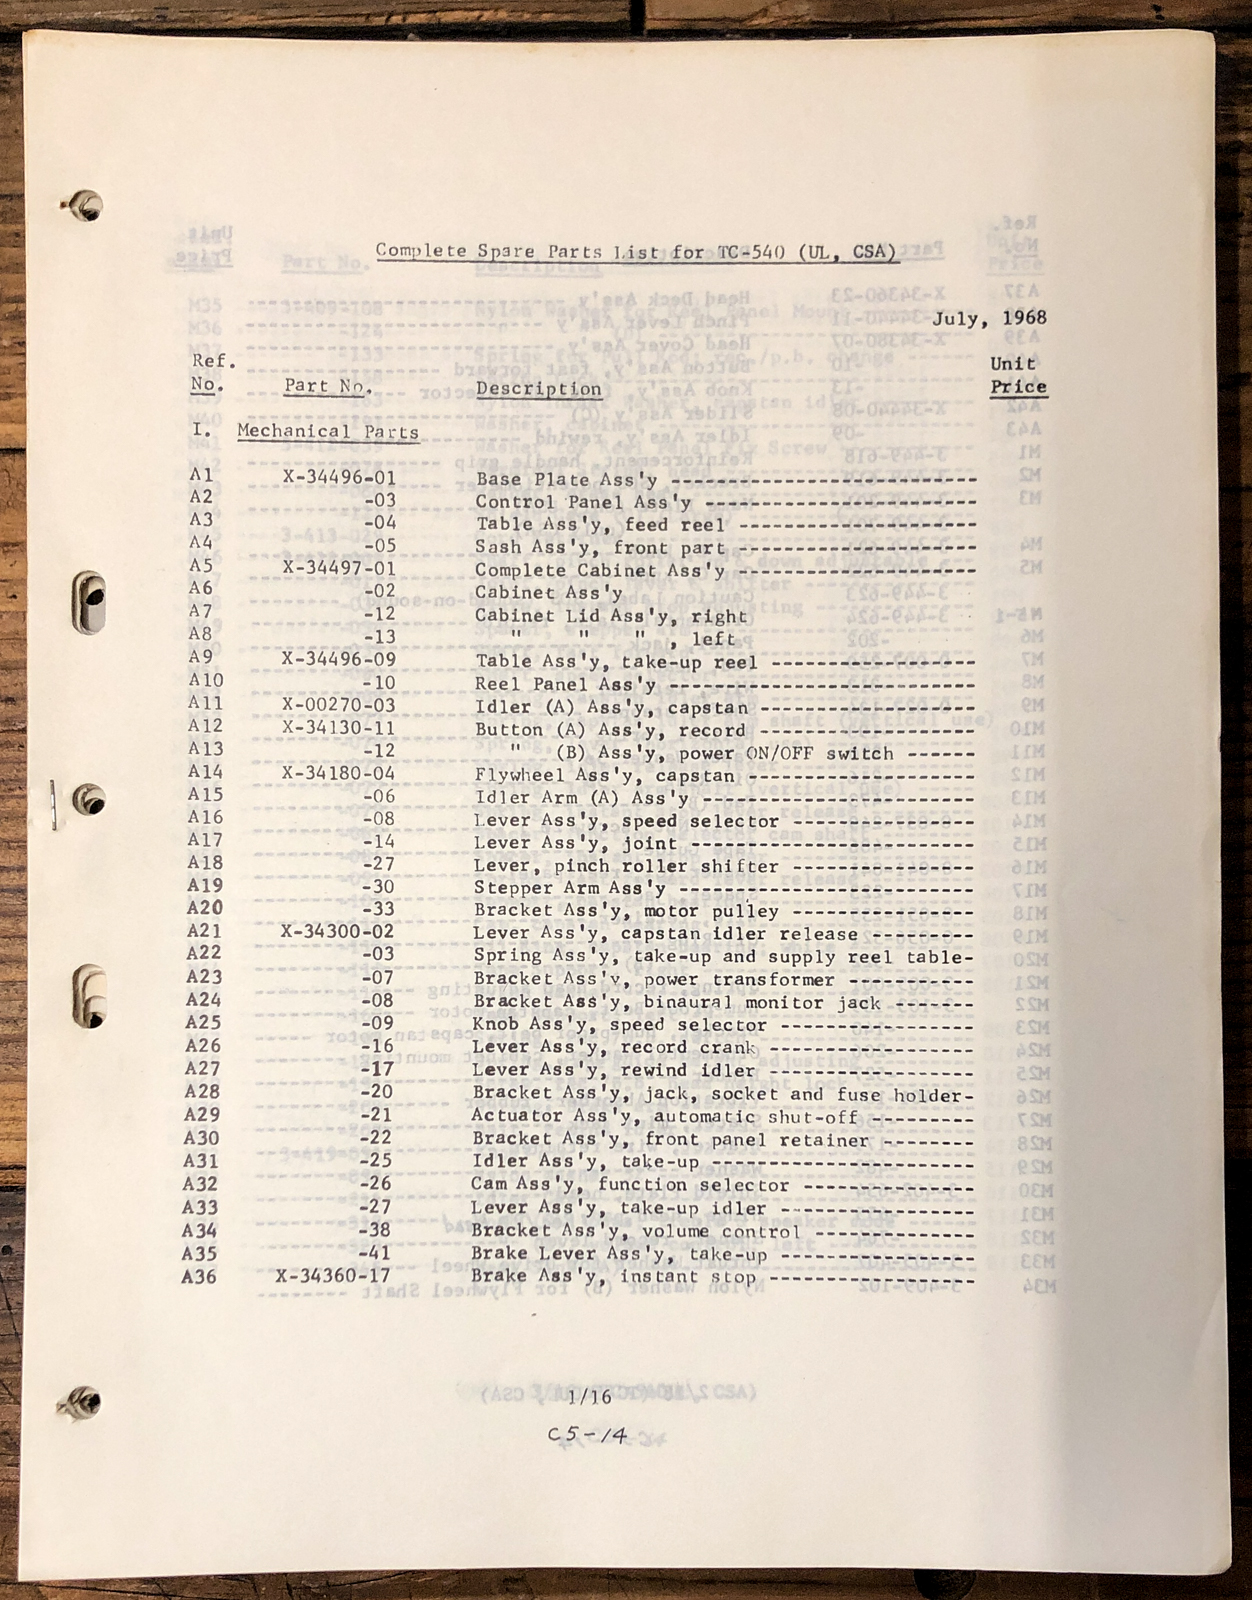 Complete Spare Parts List for TC-540 (UL, CSA)
July, 1968
Ref. Unit
No. Part No. Description Price
I. Mechanical Parts
A1 X-34496-01 Base Plate Ass'y ---------------------------
A2 -03 Control Panel Ass'y ------------------------
A3 -04 Table Ass'y, feed reel ---------------------
A4 -05 Sash Ass'y, front part ---------------------
A5 X-34497-01 Complete Cabinet Ass'y ---------------------
A6 -02 Cabinet Ass'y
A7 -12 Cabinet Lid Ass'y, right
A8 -13 " " " , left
A9 X-34496-09 Table Ass'y, take-up reel ------------------
A10 -10 Reel Panel Ass'y ---------------------------
A11 X-00270-03 Idler (A) Ass'y, capstan --------------------
A12 X-34130-11 Button (A) Ass'y, record -------------------
A13 -12 " (B) Ass'y, power ON/OFF switch ------
A14 X-34180-04 Flywheel Ass'y, capstan --------------------
A15 -06 Idler Arm (A) Ass'y ------------------------
A16 -08 Lever Ass'y, speed selector ----------------
A17 -14 Lever Ass'y, joint -------------------------
A18 -27 Lever, pinch roller shifter ---------------
A19 -30 Stepper Arm Ass'y --------------------------
A20 -33 Bracket Ass'y, motor pulley ----------------
A21 X-34300-02 Lever Ass'y, capstan idler release ---------
A22 -03 Spring Ass'y, take-up and supply reel table-
A23 -07 Bracket Ass'y, power transformer -----------
A24 -08 Bracket Ass'y, binaural monitor jack -------
A25 -09 Knob Ass'y, speed selector -----------------
A26 -16 Lever Ass'y, record crank ------------------
A27 -17 Lever Ass'y, rewind idler ------------------
A28 -20 Bracket Ass'y, jack, socket and fuse holder-
A29 -21 Actuator Ass'y, automatic shut-off ---------
A30 -22 Bracket Ass'y, front panel retainer --------
A31 -25 Idler Ass'y, take-up -----------------------
A32 -26 Cam Ass'y, function selector ---------------
A33 -27 Lever Ass'y, take-up idler -----------------
A34 -38 Bracket Ass'y, volume control --------------
A35 -41 Brake Lever Ass'y, take-up -----------------
A36 X-34360-17 Brake Ass'y, instant stop ------------------
1/16
C5-14